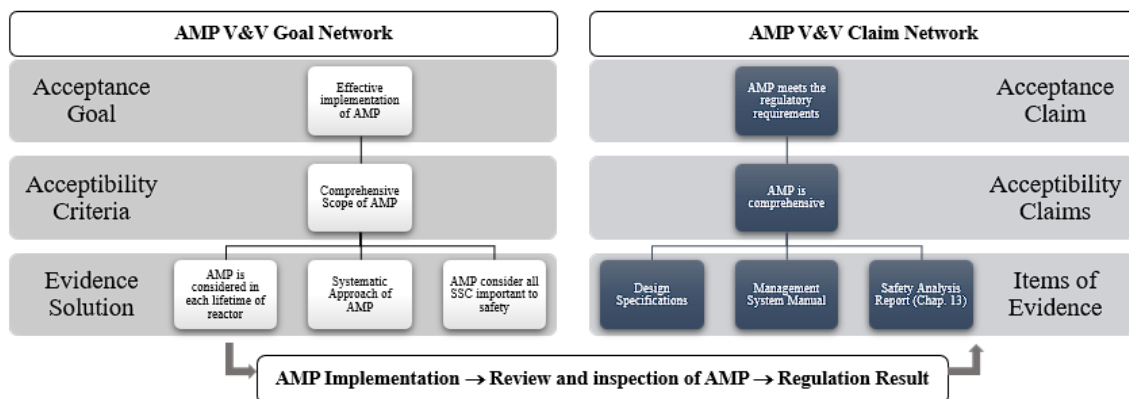 AMP V&V Goal Network
Acceptance
Goal
Effective
implementation
of AMP
Acceptibility
Criteria
Comprehensive
Scope of AMP
Evidence
Solution
AMP is
considered in
each lifetime of
reactor
Systematic
Approach of
AMP
AMP consider all
SSC important to
safety
AMP V&V Claim Network
AMP meets the
regulatory
requirements
Acceptance
Claim
AMP is
comprehensive
Acceptibility
Claims
Design
Specifications
Management
System Manual
Safety Analysis
Report (Chap. 13)
Items of
Evidence
AMP Implementation → Review and inspection of AMP → Regulation Result